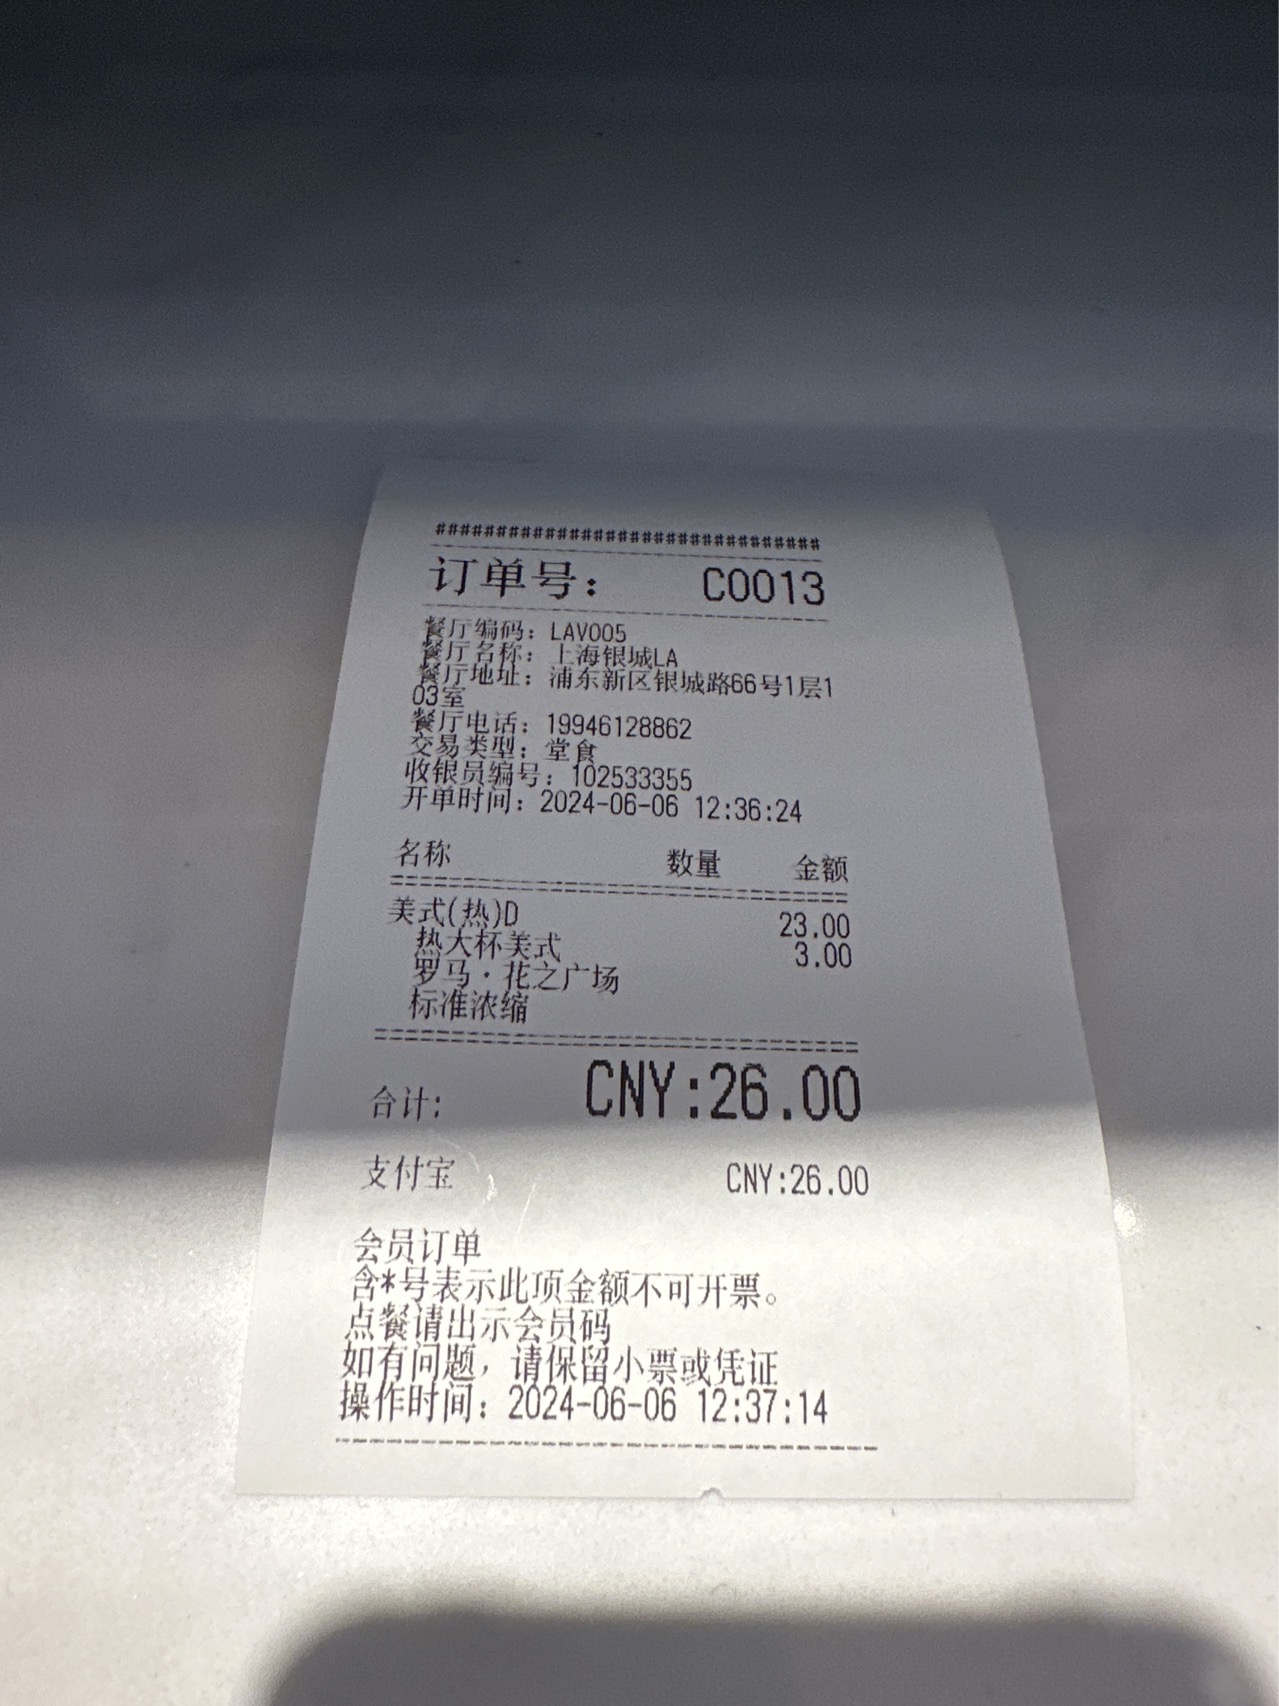 ################################
订单号： C0013
餐厅编码：LAV005
餐厅名称：上海银城LA
餐厅地址：浦东新区银城路66号1层1
03室
餐厅电话：19946128862
交易类型：堂食
收银员编号：102533355
开单时间：2024-06-06 12:36:24
名称 数量 金额
美式(热)D 23.00
热大杯美式 3.00
罗马·花之广场
标准浓缩
合计: CNY:26.00
支付宝 CNY:26.00
会员订单
含*号表示此项金额不可开票。
点餐请出示会员码
如有问题，请保留小票或凭证
操作时间：2024-06-06 12:37:14